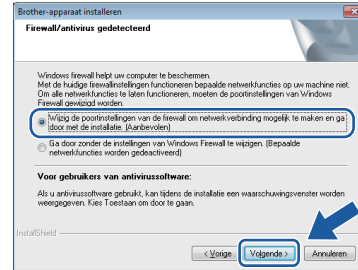 Brother-apparaat installeren
Firewall/antivirus gedetecteerd
Windows firewall helpt uw computer te beschermen.
Met de huidige firewallinstellingen functioneren bepaalde netwerkfuncties op uw machine niet.
Om alle netwerkfuncties te laten functioneren, moeten de poortinstellingen van Windows
Firewall gewijzigd worden.
Wijzig de poortinstellingen van de firewall om netwerkverbinding mogelijk te maken en ga
door met de installatie. (Aanbevolen)
Ga door zonder de instellingen van Windows Firewall te wijzigen. (Bepaalde
netwerkfuncties worden gedeactiveerd)
Voor gebruikers van antivirussoftware:
Als u antivirussoftware gebruikt, kan tijdens de installatie een waarschuwingsvenster worden
weergegeven. Kies Toestaan om door te gaan.
InstallShield
< Vorige
Volgende >
Annuleren